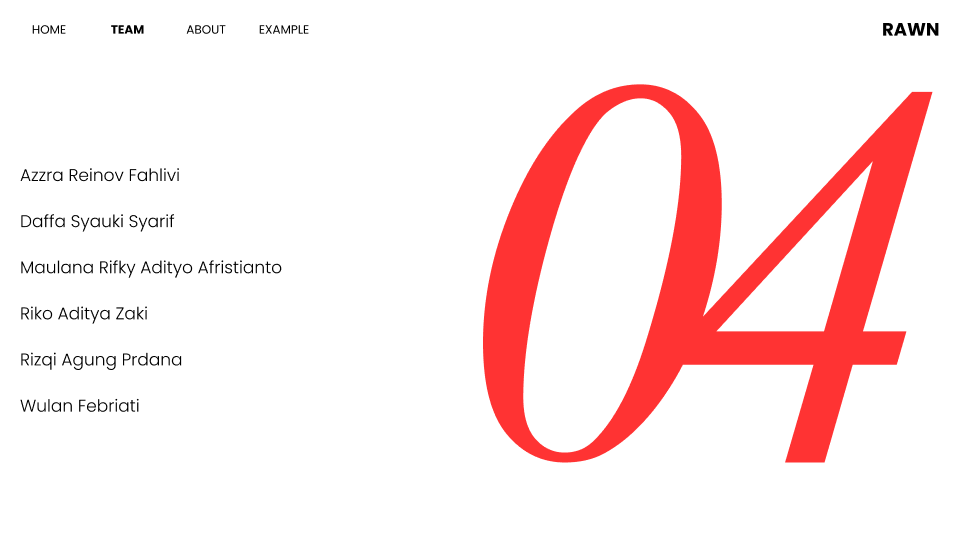 HOME TEAM ABOUT EXAMPLE RAWN
04
Azzra Reinov Fahlivi
Daffa Syauki Syarif
Maulana Rifky Adityo Afristianto
Riko Aditya Zaki
Rizqi Agung Prdana
Wulan Febriati